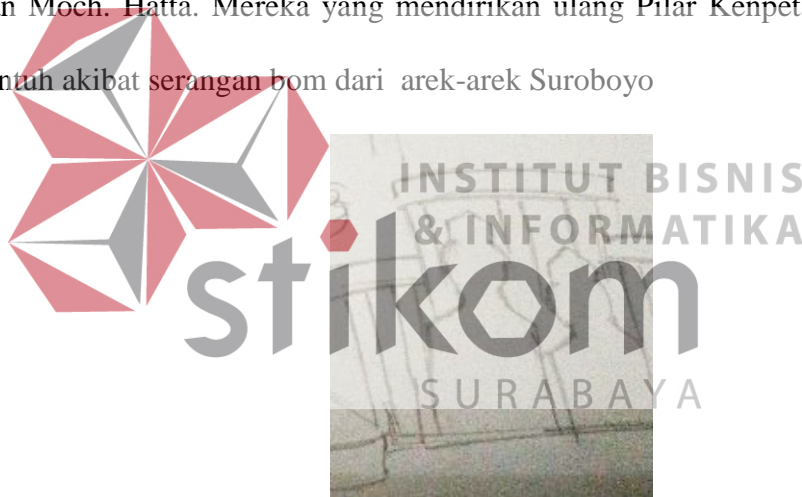 an Moch. Hatta. Mereka yang mendirikan ulang Pilar Kenpet
ntuh akibat serangan bom dari arek-arek Suroboyo
INSTITUT BISNIS
& INFORMATIKA
stikom
SURABAYA